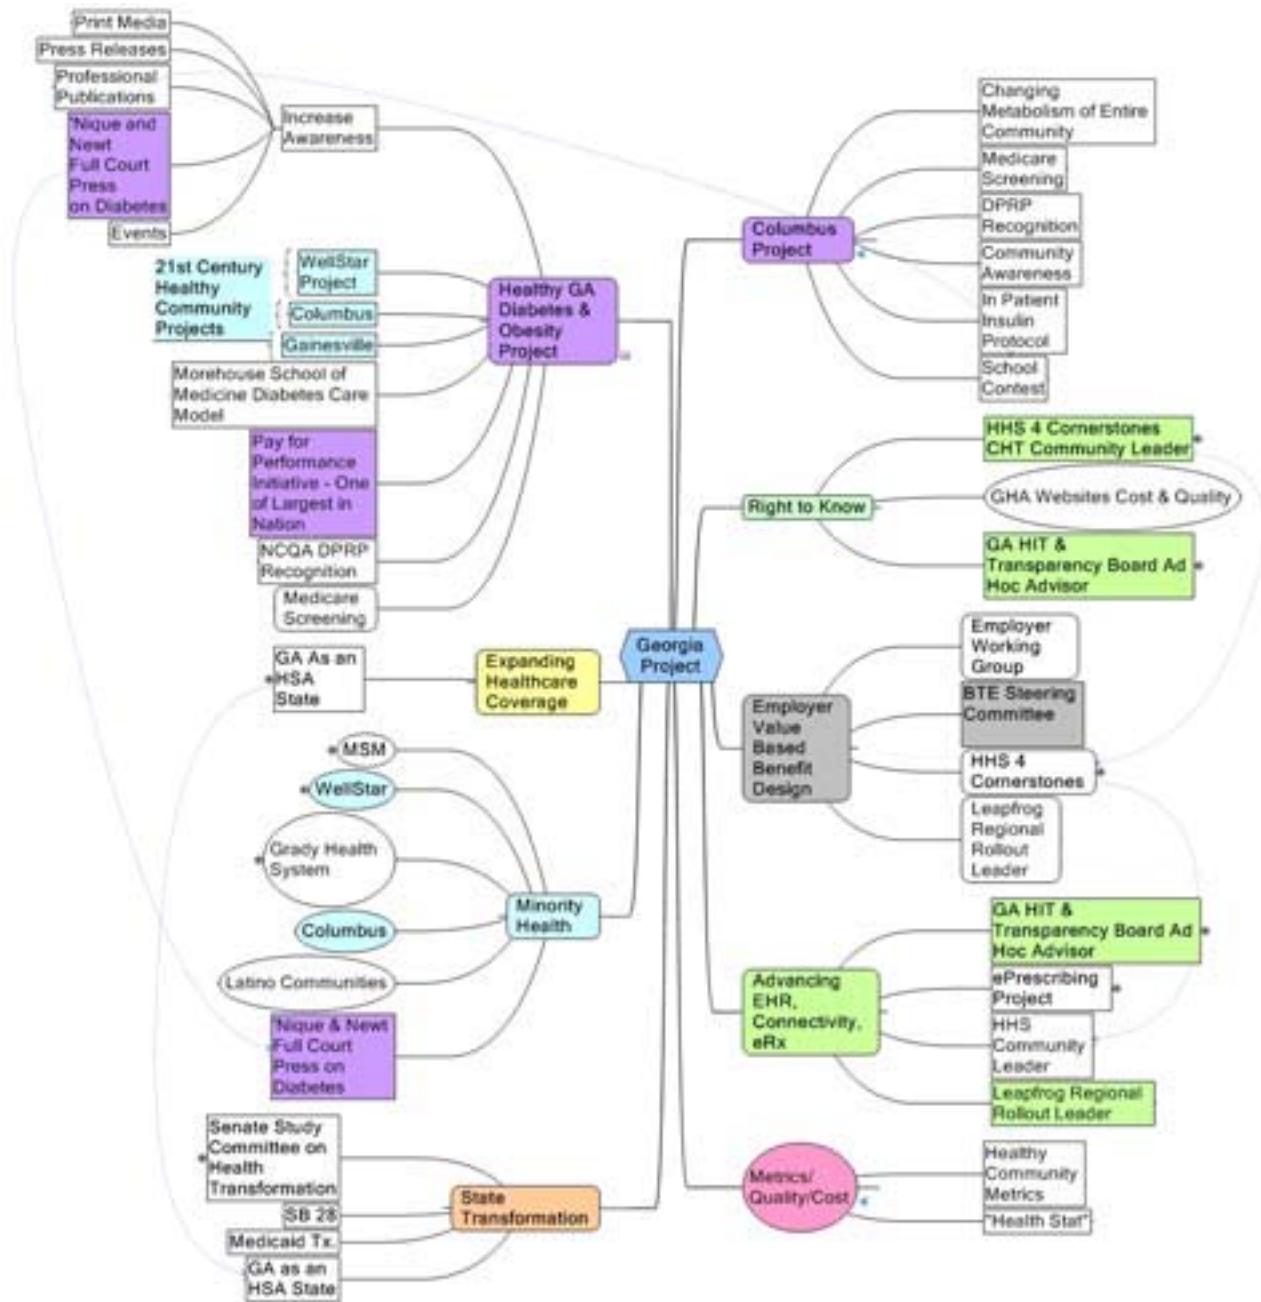 Print Media
Press Releases
Professional
Publications
'Nique and
Newt
Full Court
Press
on Diabetes
Events
Increase
Awareness
21st Century
Healthy
Community
Projects
WellStar
Project
Columbus
Gainesville
Morehouse School of
Medicine Diabetes Care
Model
Pay for
Performance
Initiative - One
of Largest in
Nation
NCQA DPRP
Recognition
Medicare
Screening
Healthy GA
Diabetes &
Obesity
Project
GA As an
HSA
State
Expanding
Healthcare
Coverage
MSM
WellStar
Grady Health
System
Columbus
Latino Communities
'Nique & Newt
Full Court
Press on
Diabetes
Minority
Health
Senate Study
Committee on
Health
Transformation
SB 28
Medicaid Tx.
GA as an
HSA State
State
Transformation
Georgia
Project
Columbus
Project
Changing
Metabolism of Entire
Community
Medicare
Screening
DPRP
Recognition
Community
Awareness
In Patient
Insulin
Protocol
School
Contest
Right to Know
HHS 4 Cornerstones
CHT Community Leader
GHA Websites Cost & Quality
GA HIT &
Transparency Board Ad
Hoc Advisor
Employer
Value
Based
Benefit
Design
Employer
Working
Group
BTE Steering
Committee
HHS 4
Cornerstones
Leapfrog
Regional
Rollout
Leader
Advancing
EHR,
Connectivity,
eRx
GA HIT &
Transparency Board Ad
Hoc Advisor
ePrescribing
Project
HHS
Community
Leader
Leapfrog Regional
Rollout Leader
Metrics/
Quality/Cost
Healthy
Community
Metrics
"Health Stat"